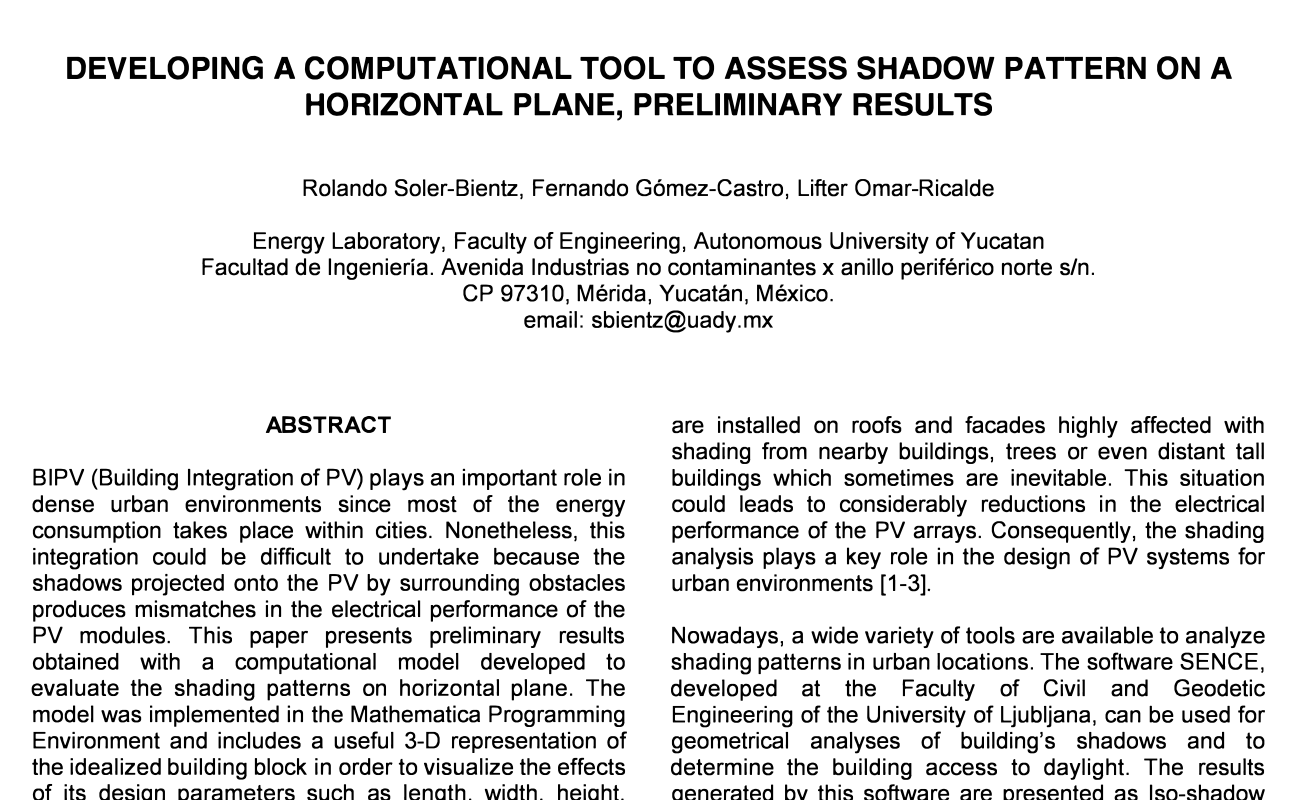 DEVELOPING A COMPUTATIONAL TOOL TO ASSESS SHADOW PATTERN ON A
HORIZONTAL PLANE, PRELIMINARY RESULTS
Rolando Soler-Bientz, Fernando Gómez-Castro, Lifter Omar-Ricalde
Energy Laboratory, Faculty of Engineering, Autonomous University of Yucatan
Facultad de Ingeniería. Avenida Industrias no contaminantes x anillo periférico norte s/n.
CP 97310, Mérida, Yucatán, México.
email: sbientz@uady.mx
ABSTRACT
BIPV (Building Integration of PV) plays an important role in
dense urban environments since most of the energy
consumption takes place within cities. Nonetheless, this
integration could be difficult to undertake because the
shadows projected onto the PV by surrounding obstacles
produces mismatches in the electrical performance of the
PV modules. This paper presents preliminary results
obtained with a computational model developed to
evaluate the shading patterns on horizontal plane. The
model was implemented in the Mathematica Programming
Environment and includes a useful 3-D representation of
the idealized building block in order to visualize the effects
of its design parameters such as length, width, height,
are installed on roofs and facades highly affected with
shading from nearby buildings, trees or even distant tall
buildings which sometimes are inevitable. This situation
could leads to considerably reductions in the electrical
performance of the PV arrays. Consequently, the shading
analysis plays a key role in the design of PV systems for
urban environments [1-3].
Nowadays, a wide variety of tools are available to analyze
shading patterns in urban locations. The software SENCE,
developed at the Faculty of Civil and Geodetic
Engineering of the University of Ljubljana, can be used for
geometrical analyses of building's shadows and to
determine the building access to daylight. The results
generated by this software are presented as Iso-shadow